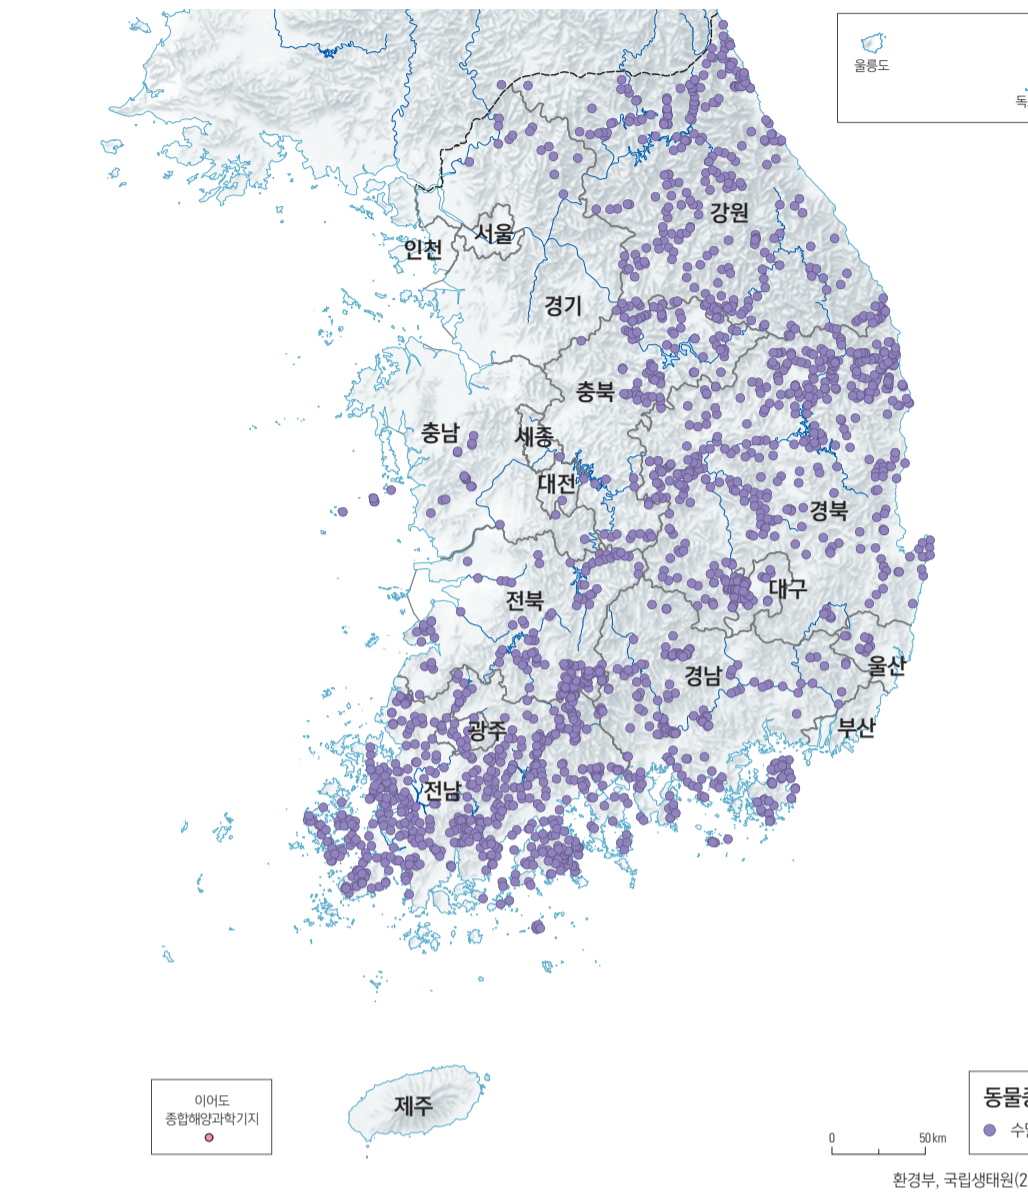 울릉도
강원
서울
인천
경기
충북
충남
세종
대전
경북
대구
전북
경남
울산
광주
부산
전남
이어도
종합해양과학기지
제주
0 50km
동물
환경부, 국립생태원(2